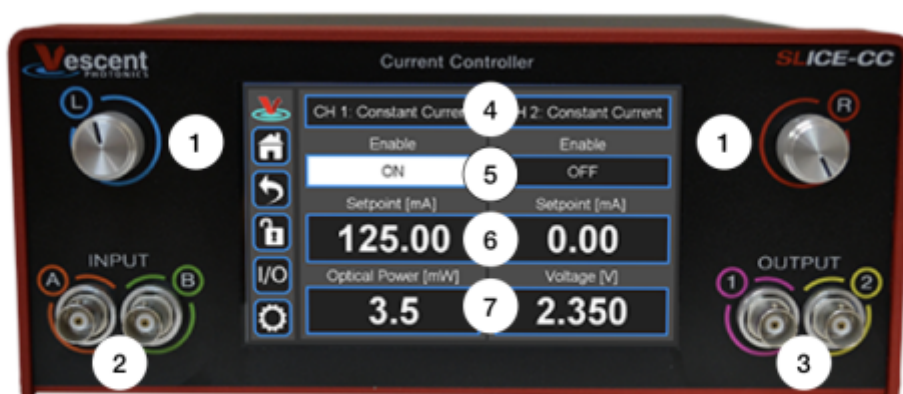 Vescent
PHOTONICS
Current Controller
SLICE-CC
L
R
1
1
4
CH 1: Constant Curre
H 2: Constant Current
Enable
Enable
ON
5
OFF
Setpoint [mA]
Setpoint [mA]
125.00
6
0.00
I/O
Optical Power [mW]
Voltage [V]
3.5
7
2.350
INPUT
A
B
2
OUTPUT
1
2
3